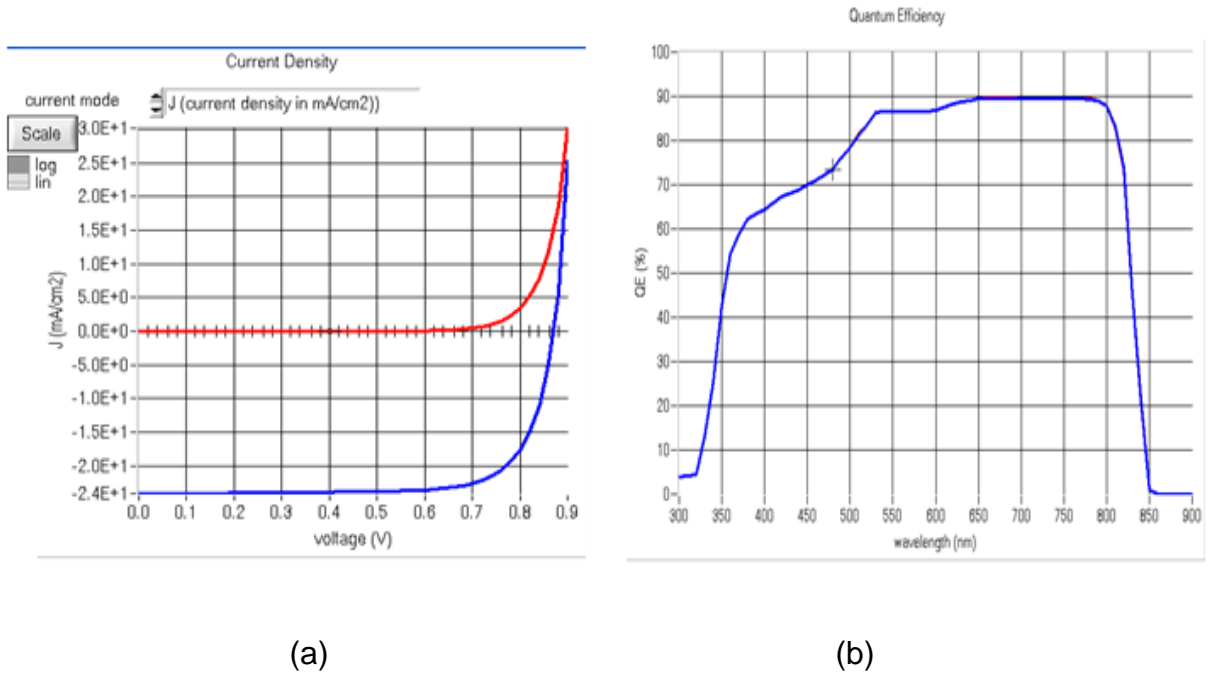 Current Density
current mode
J (current density in mA/cm2))
Scale
log
lin
3.0E+1
2.5E+1
2.0E+1
1.5E+1
1.0E+1
5.0E+0
0.0E+0
-5.0E+0
-1.0E+1
-1.5E+1
-2.0E+1
-2.4E+1
J (mA/cm2)
0.0 0.1 0.2 0.3 0.4 0.5 0.6 0.7 0.8 0.9
voltage (V)
(a)
Quantum Efficiency
100
90
80
70
60
50
40
30
20
10
0
QE (%)
300 350 400 450 500 550 600 650 700 750 800 850 900
wavelength (nm)
(b)